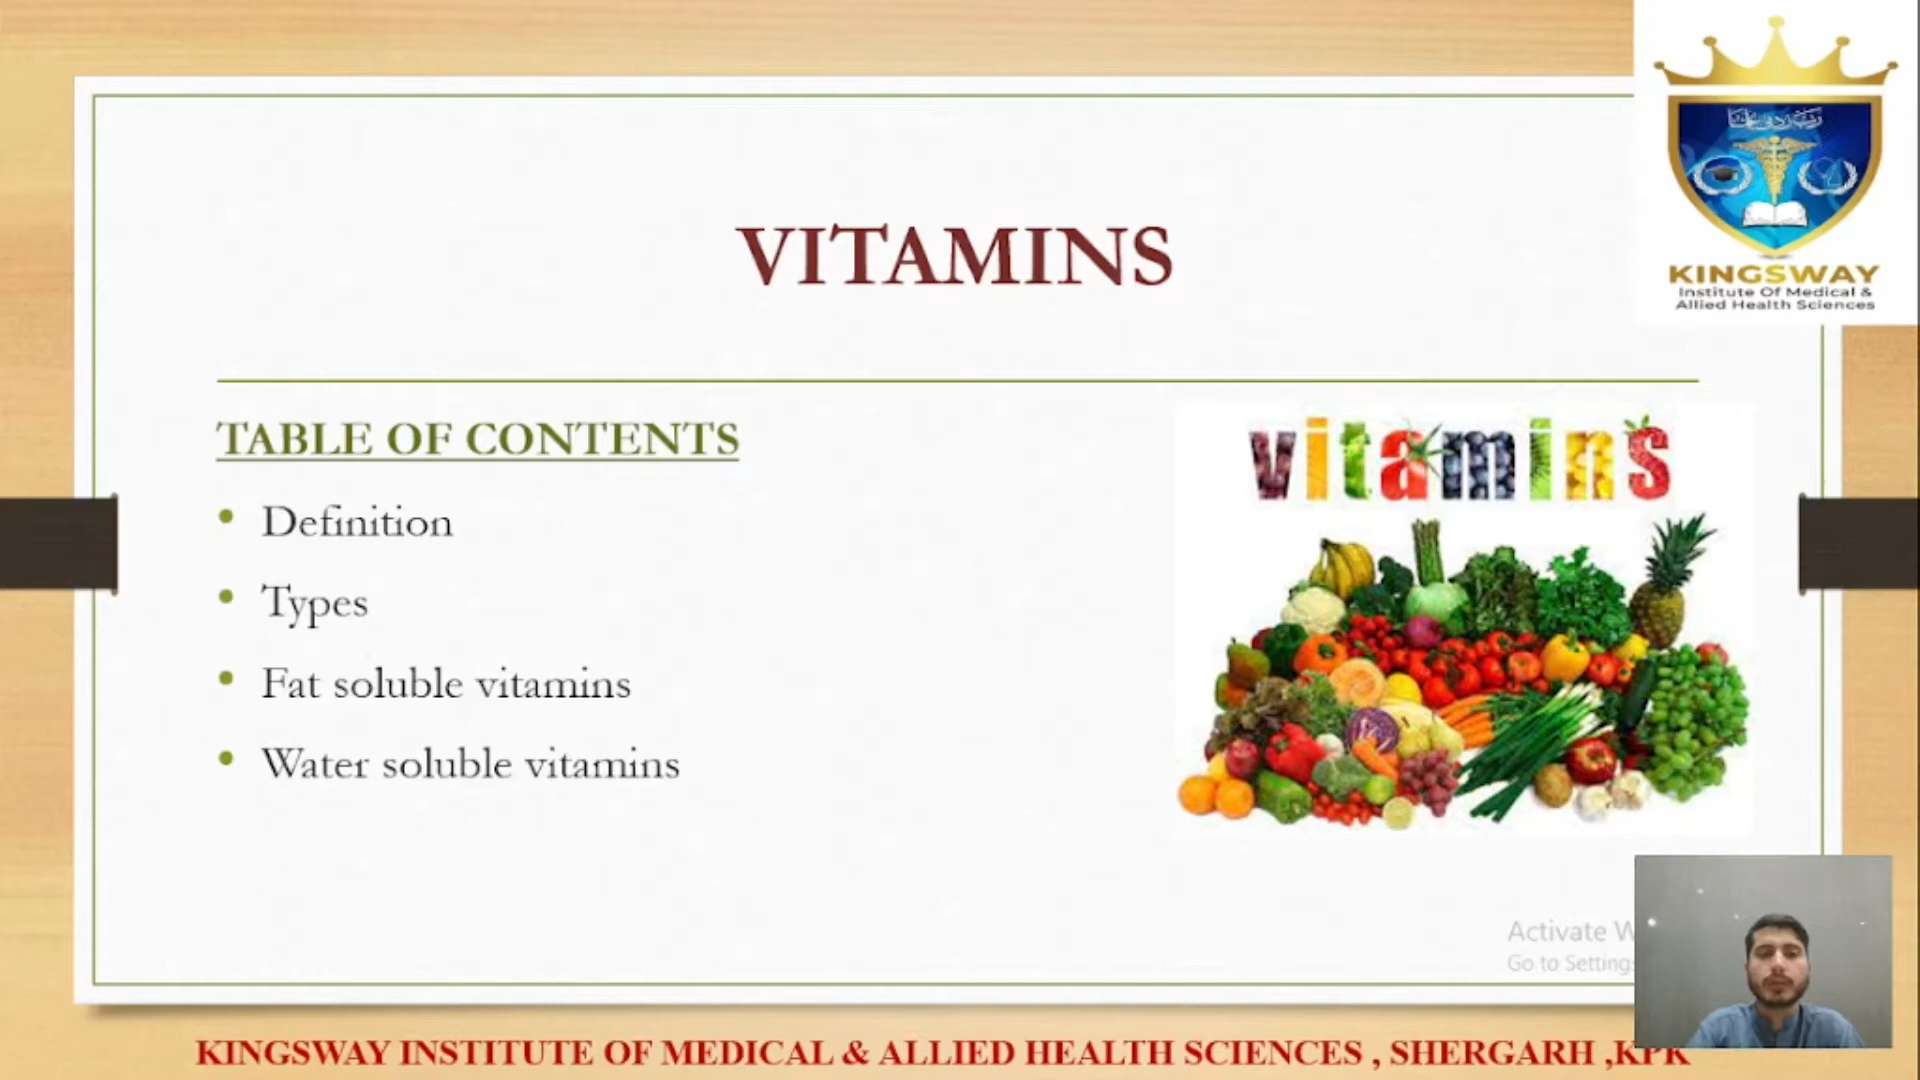 KINGSWAY
Institute Of Medical &
Allied Health Sciences
VITAMINS
TABLE OF CONTENTS
• Definition
• Types
• Fat soluble vitamins
• Water soluble vitamins
vitamins
Activate W
Go to Settings
KINGSWAY INSTITUTE OF MEDICAL & ALLIED HEALTH SCIENCES , SHERGARH ,KPK